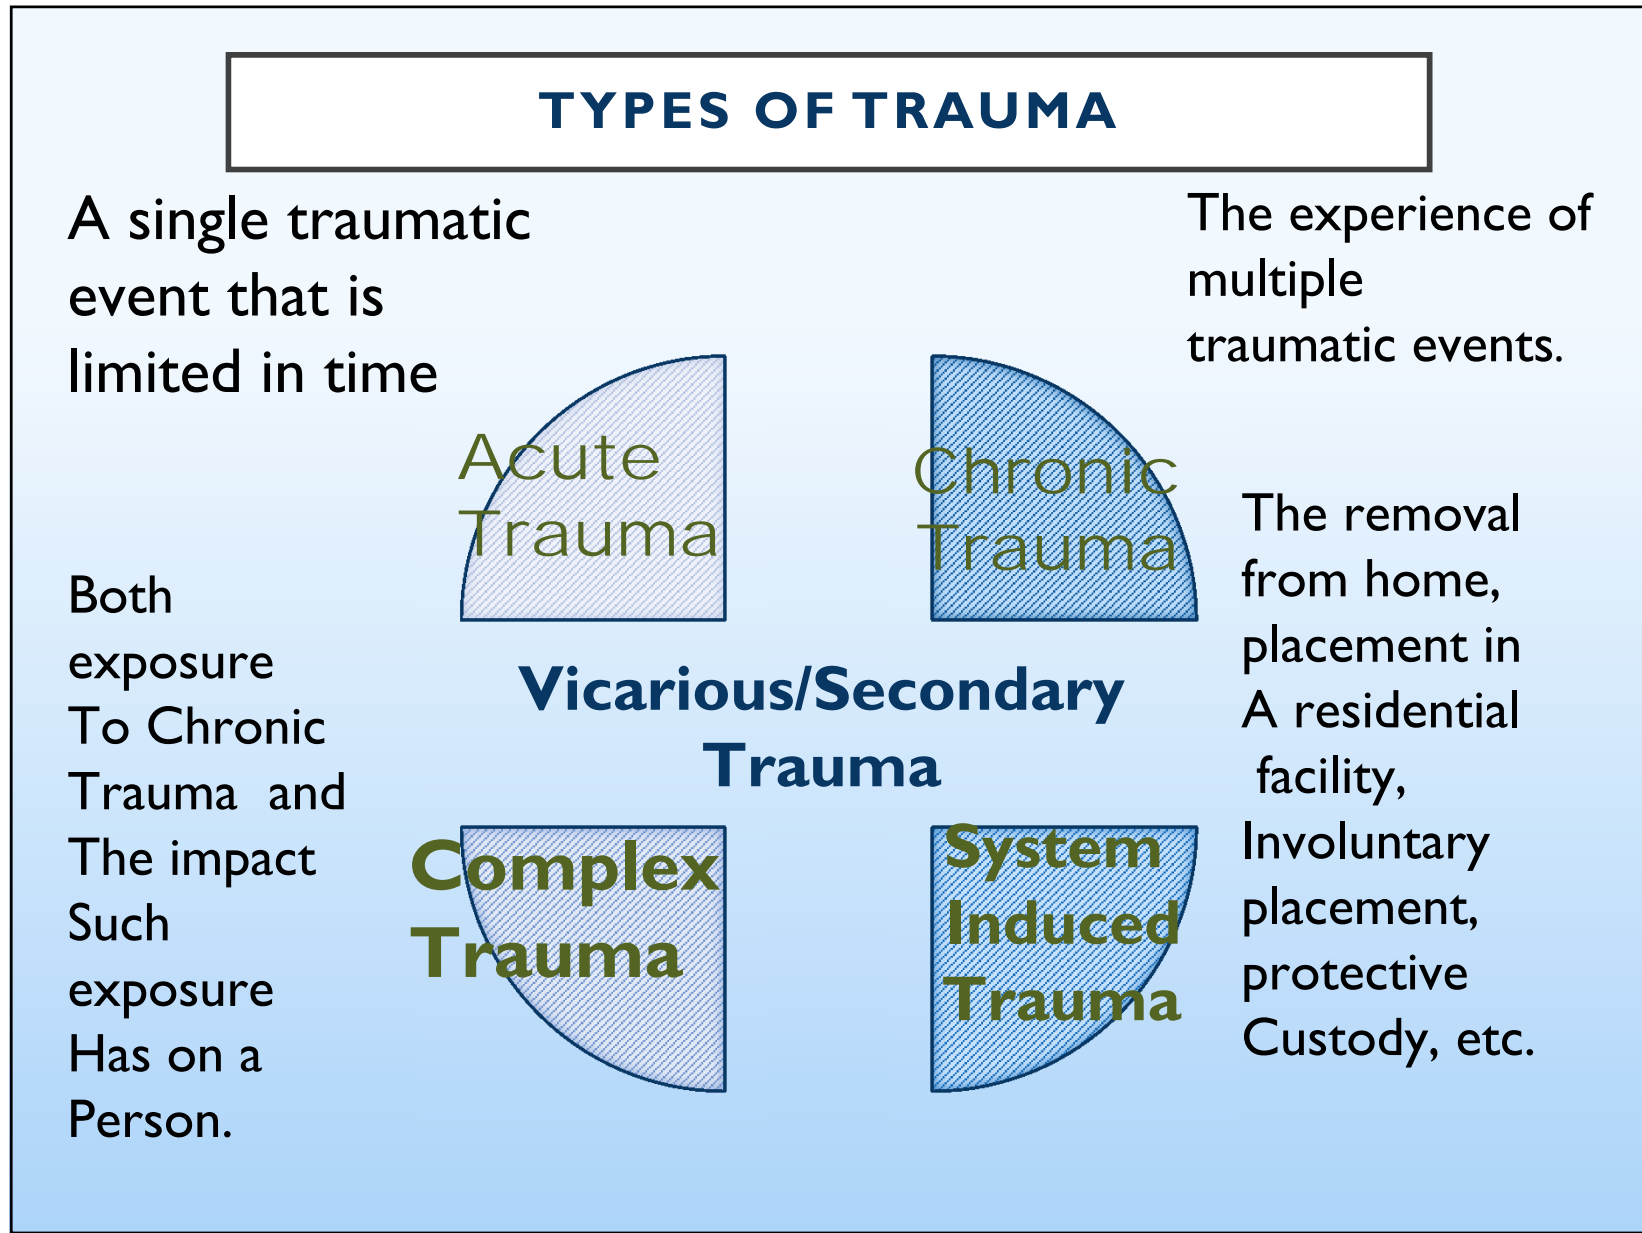 TYPES OF TRAUMA
A single traumatic
event that is
limited in time
The experience of
multiple
traumatic events.
Acute
Trauma
Chronic
Trauma
Vicarious/Secondary
Trauma
Both
exposure
To Chronic
Trauma and
The impact
Such
exposure
Has on a
Person.
Complex
Trauma
System
Induced
Trauma
The removal
from home,
placement in
A residential
facility,
Involuntary
placement,
protective
Custody, etc.